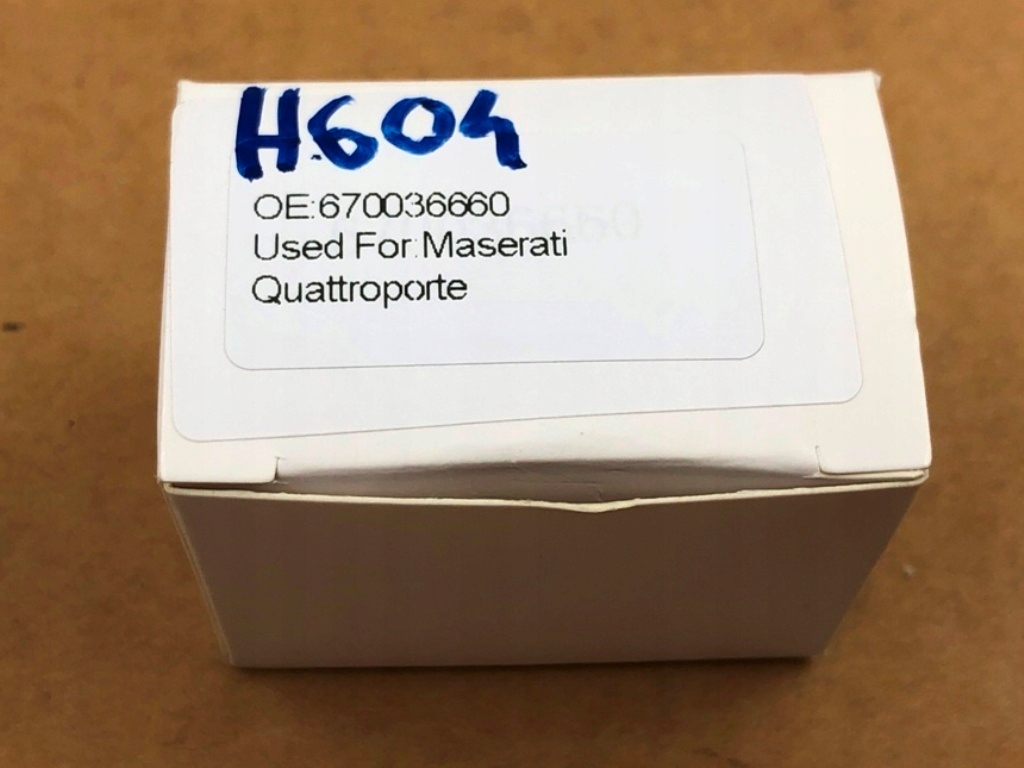 H604
OE:670036660
Used For:Maserati
Quattroporte